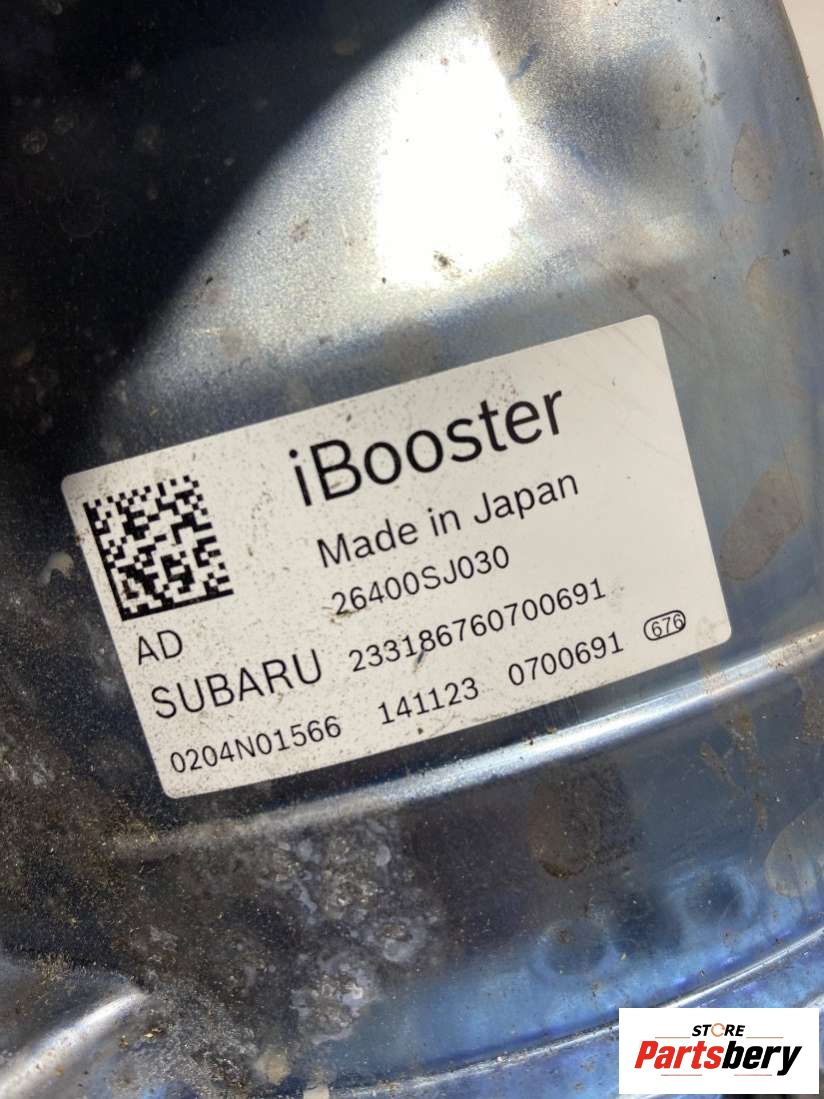 iBooster
Made in Japan
26400SJ030
AD
SUBARU 233186760700691
0204N01566 141123 0700691 676
STORE
Partsbery